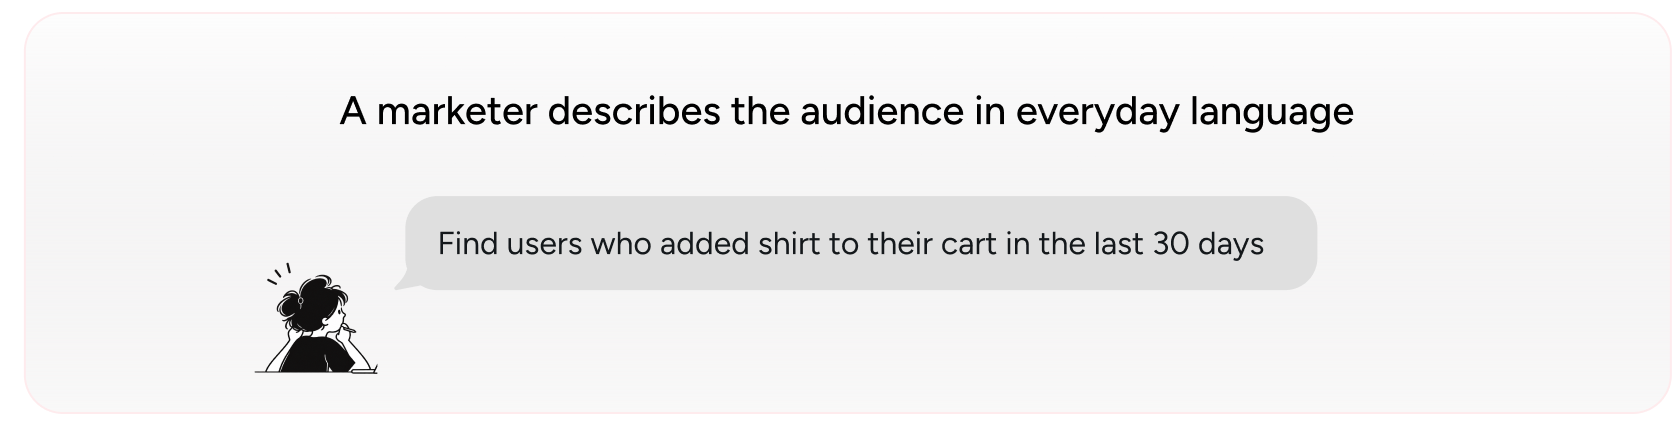 A marketer describes the audience in everyday language
Find users who added shirt to their cart in the last 30 days